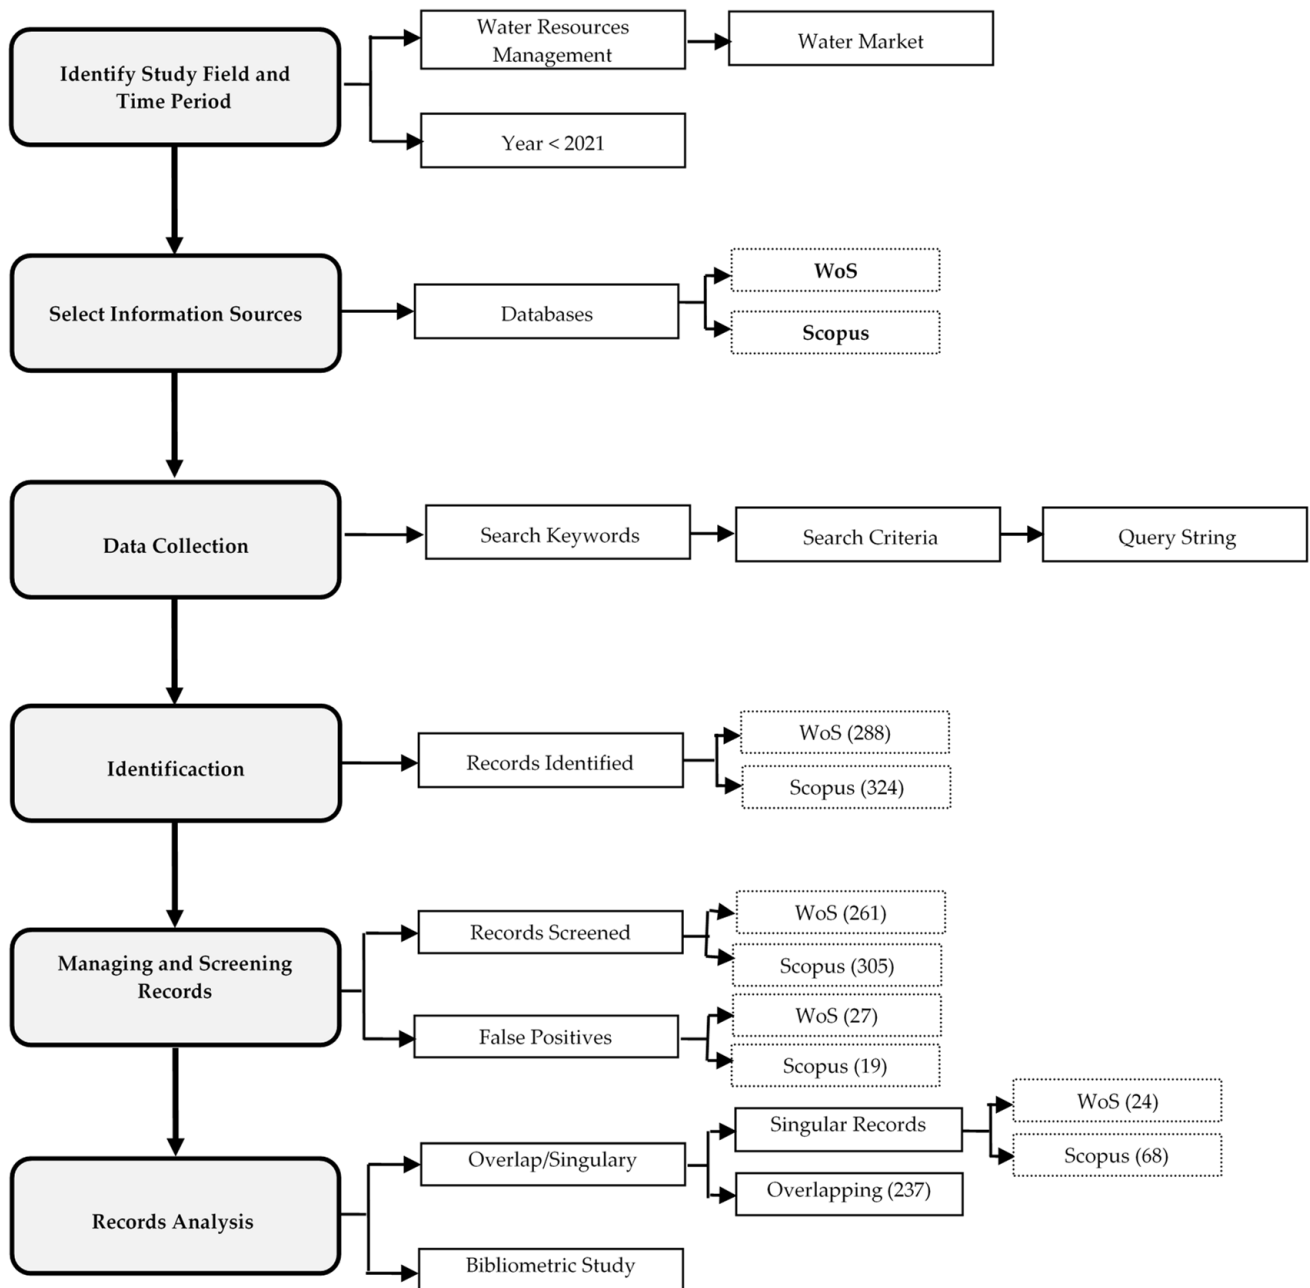 Identify Study Field and
Time Period
Water Resources
Management
Water Market
Year < 2021
Select Information Sources
Databases
WoS
Scopus
Data Collection
Search Keywords
Search Criteria
Query String
Identificaction
Records Identified
WoS (288)
Scopus (324)
Managing and Screening
Records
Records Screened
WoS (261)
Scopus (305)
False Positives
WoS (27)
Scopus (19)
Records Analysis
Overlap/Singulary
Singular Records
WoS (24)
Scopus (68)
Overlapping (237)
Bibliometric Study